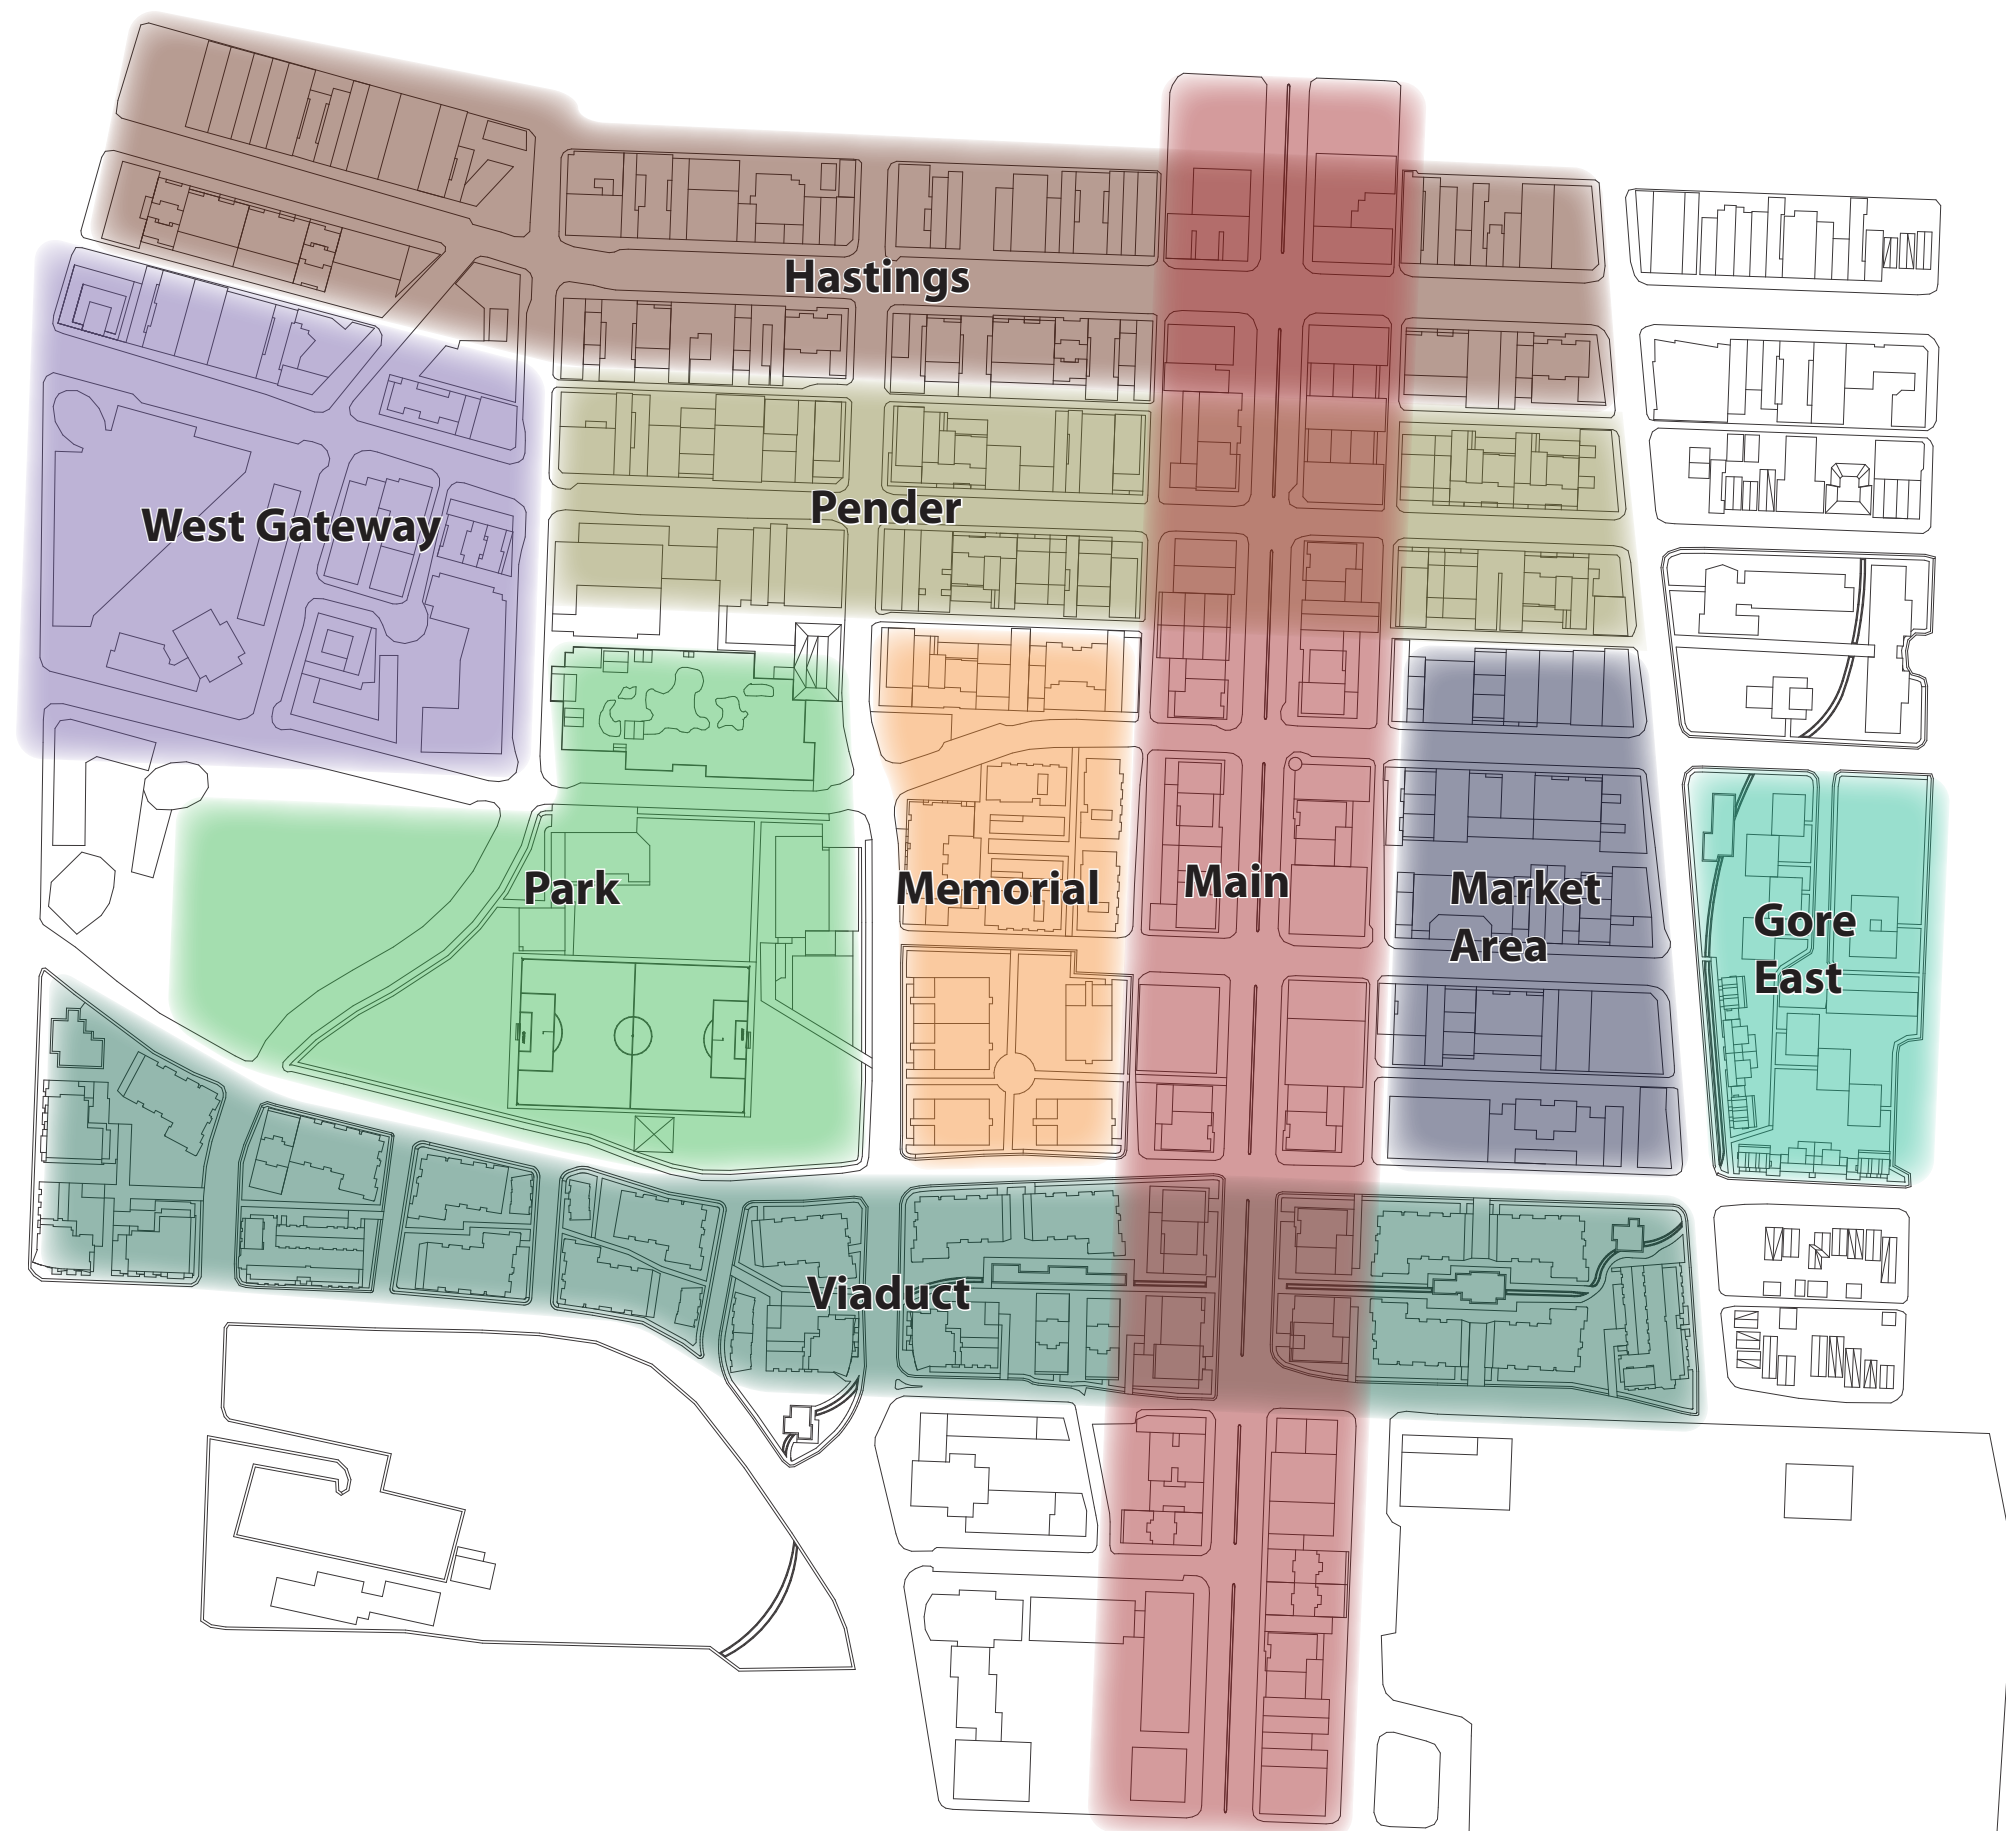 Hastings
Pender
West Gateway
Park
Memorial
Main
Market
Area
Gore
East
Viaduct